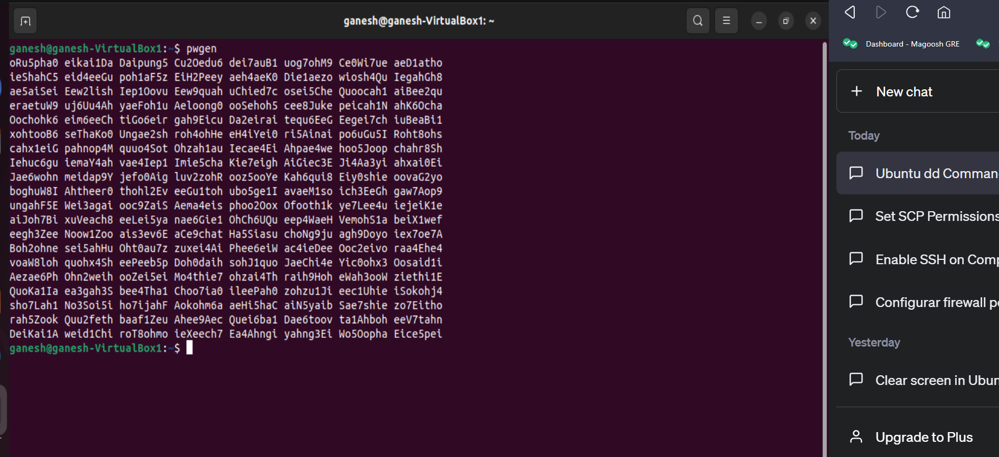 ganesh@ganesh-VirtualBox1: ~
ganesh@ganesh-VirtualBox1:~$ pwgen
oRu5pha0 eikai1Da Daipung5 Cu2Oedu6 dei7auB1 uog7ohM9 Ce0Wi7ue aeD1atho
ieShahC5 eid4eeGu poh1aF5z EiH2Peey aeh4aeK0 Die1aezo wiosh4Qu IegahGh8
ae5aiSei Eew2lish Iep1Oovu Eew9quah uChied7c osei5Che Quoocah1 aiBee2qu
eraetuW9 uj6Uu4Ah yaeFoh1u Aeloong0 ooSehoh5 cee8Juke peicah1N ahK6Ocha
Oochohk6 eim6eeCh tiGo6eir gah9Eicu Da2eirai tequ6EeG Eegei7ch iuBeaBi1
xohtooB6 seThaKo0 Ungae2sh roh4ohHe eH4iYei0 ri5Ainai po6uGu5I Roht8ohs
cahx1eiG pahnop4M quuo4Sot Ohzah1au Iecae4Ei Ahpae4we hoo5Joop chahr8Sh
Iehuc6gu iemaY4ah vae4Iep1 Imie5cha Kie7eigh AiGiec3E Ji4Aa3yi ahxai0Ei
Jae6wohn meidap9Y jefo0Aig luv2zohR ooz5ooYe Kah6qui8 Eiy0shie oovaG2yo
boghuW8I Ahtheer0 thohl2Ev eeGu1toh ubo5ge1I avaeM1so ich3EeGh gaw7Aop9
ungahF5E Wei3agai ooc9ZaiS Aema4eis phoo2Oox Ofooth1k ye7Lee4u iejeiK1e
aiJoh7Bi xuVeach8 eeLei5ya nae6Gie1 OhCh6UQu eep4WaeH VemohS1a beiX1wef
eegh3Zee Noow1Zoo ais3ev6E aCe9chat Ha5Siasu choNg9ju agh9Doyo iex7oe7A
Boh2ohne sei5ahHu Oht0au7z zuxei4Ai Phee6eiW ac4ieDee Ooc2eivo raa4Ehe4
voaW8loh quohx4Sh eePeeb5p Doh0daih sohJ1quo JaeChi4e Yic0ohx3 Oosaid1i
Aezae6Ph Ohn2weih ooZei5ei Mo4thie7 ohzai4Th raih9Hoh eWah3ooW ziethi1E
QuoKa1Ia ea3gah3S bee4Tha1 Choo7ia0 ileePah0 zohzu1Ji eec1Uhie iSokohj4
sho7Lah1 No3Soi5i ho7ijahF Aokohm6a aeHi5haC aiN5yaib Sae7shie zo7Eitho
rah5Zook Quu2feth baaf1Zeu Ahee9Aec Quei6ba1 Dae6toov ta1Ahboh eeV7tahn
DeiKai1A weid1Chi roT8ohmo ieXeech7 Ea4Ahngi yahng3Ei Wo5Oopha Eice5pei
ganesh@ganesh-VirtualBox1:~$
Dashboard - Magoosh GRE
New chat
Today
Ubuntu dd Comman
Set SCP Permissions
Enable SSH on Comp
Configurar firewall p
Yesterday
Clear screen in Ubun
Upgrade to Plus